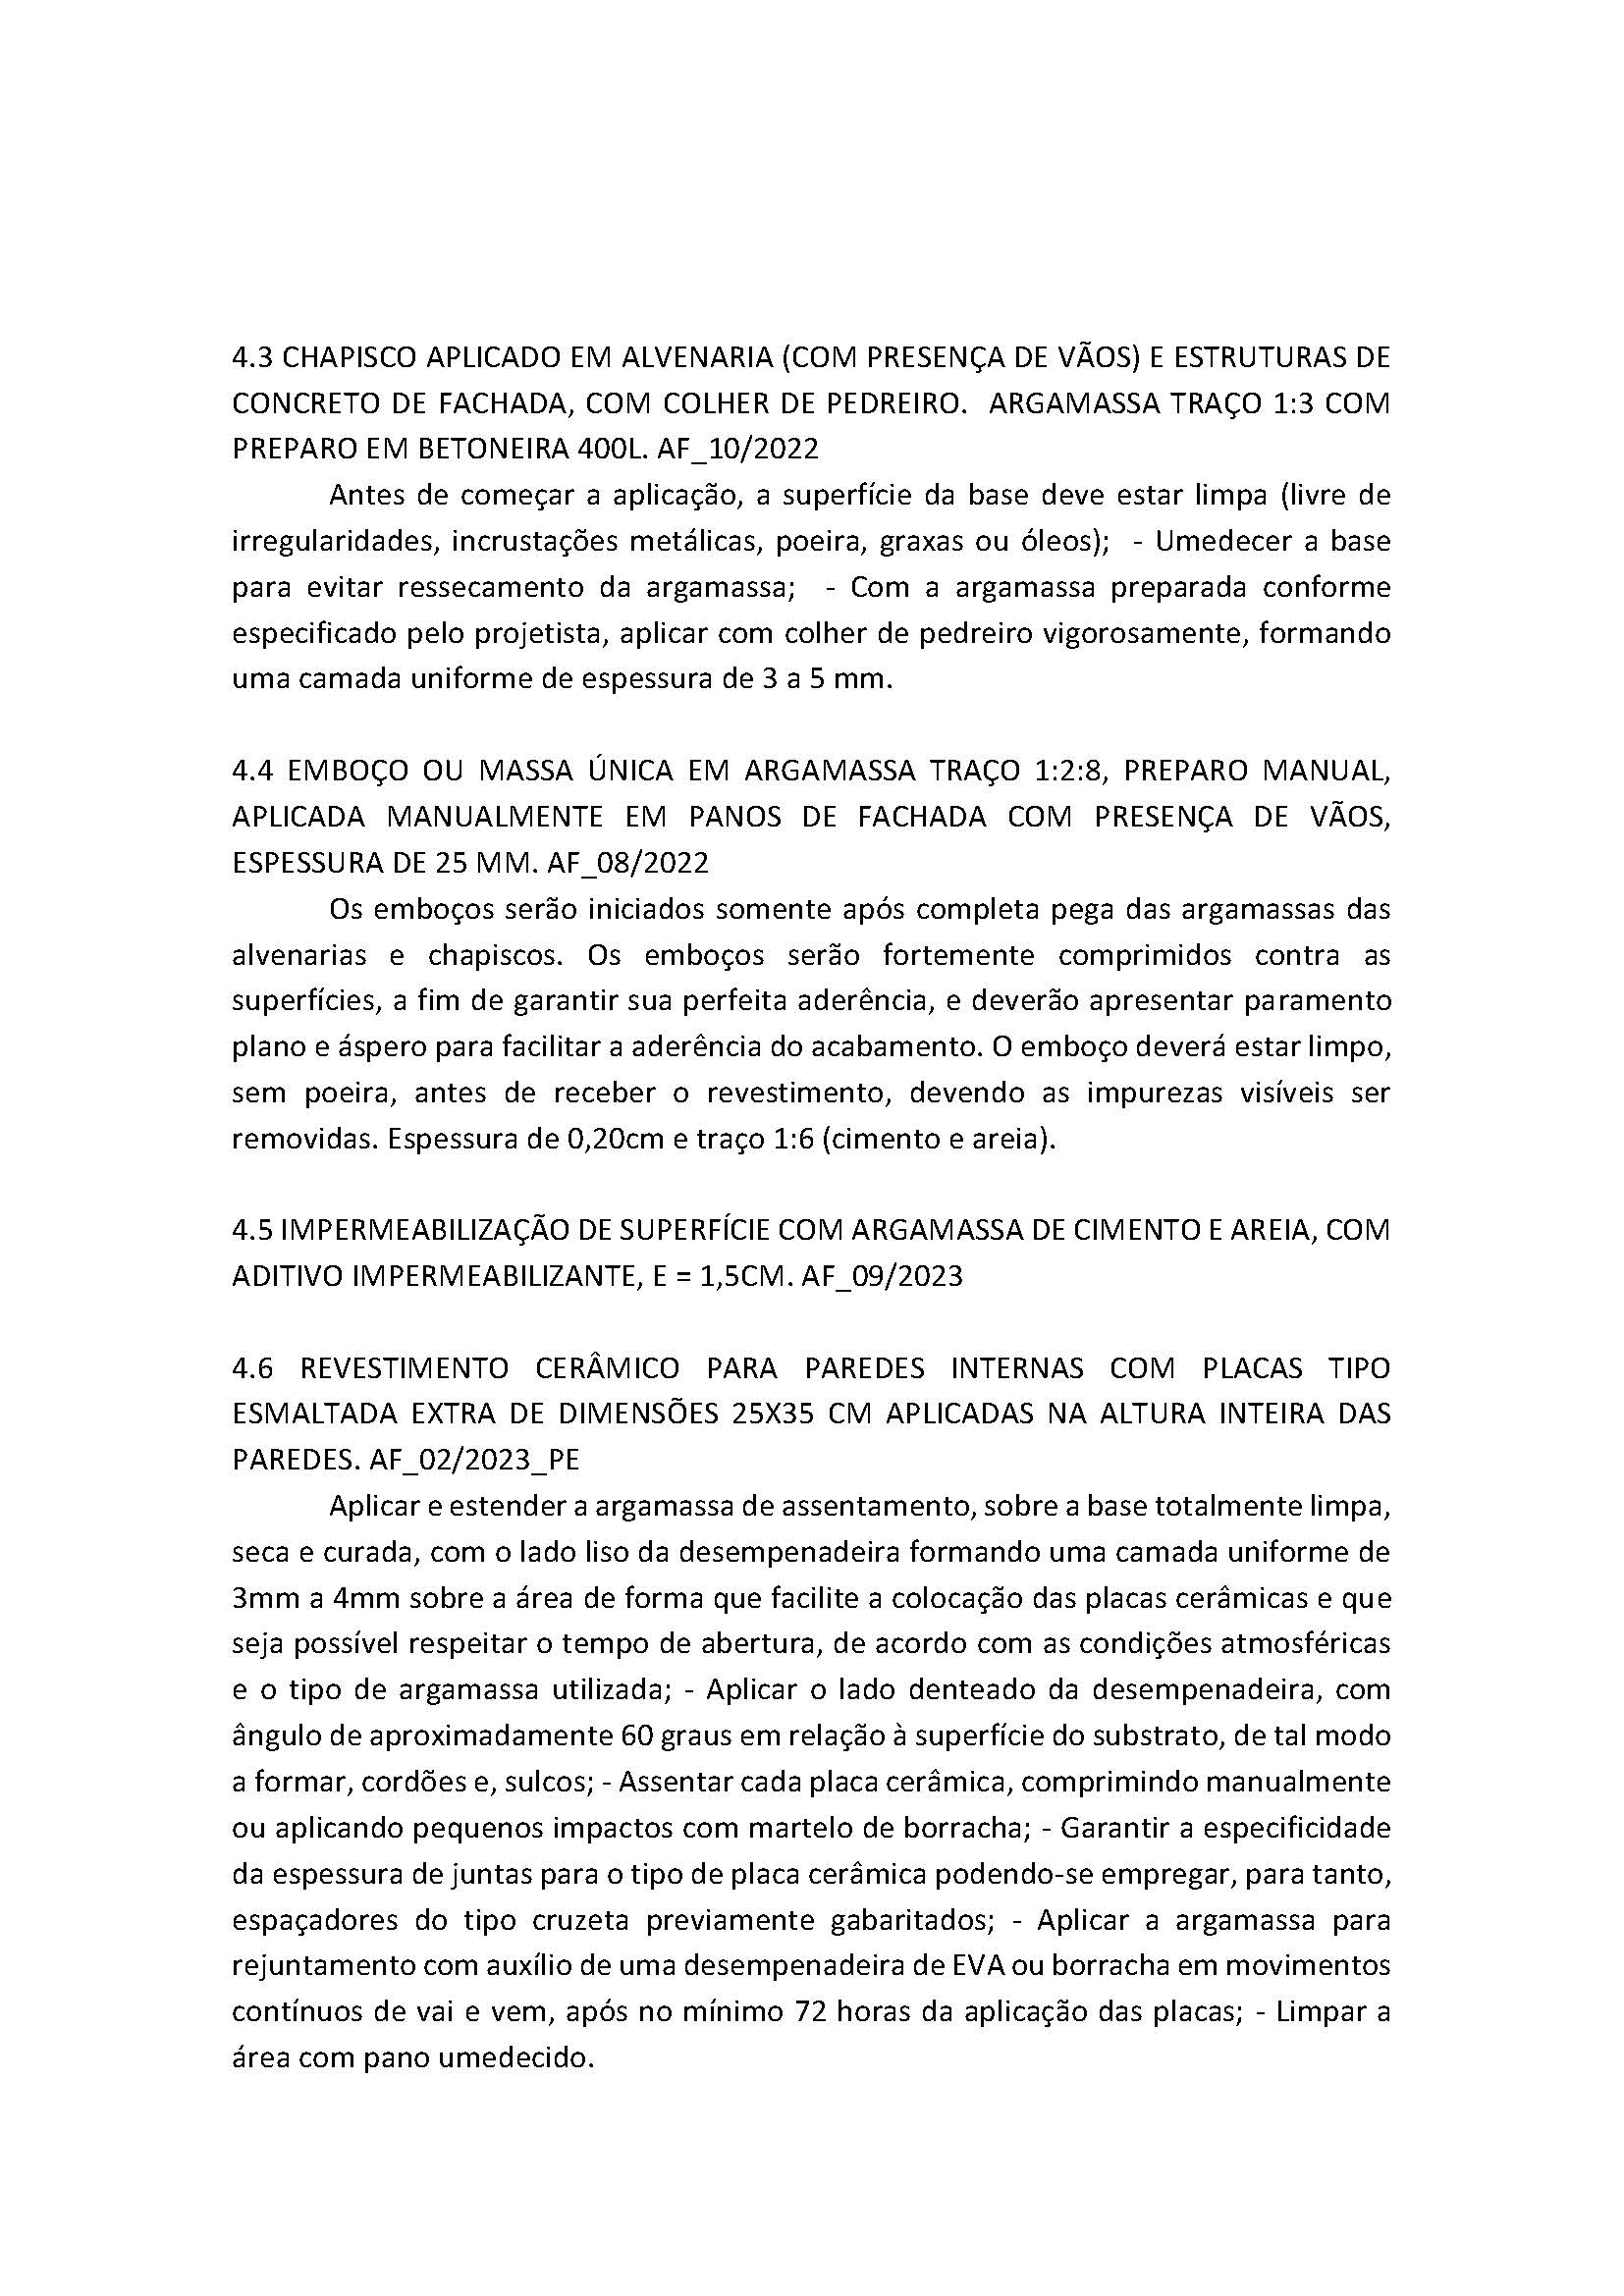 4.3 CHAPISCO APLICADO EM ALVENARIA (COM PRESENÇA DE VÃOS) E ESTRUTURAS DE
CONCRETO DE FACHADA, COM COLHER DE PEDREIRO.  ARGAMASSA TRAÇO 1:3 COM
PREPARO EM BETONEIRA 400L. AF_10/2022
Antes de começar a aplicação, a superfície da base deve estar limpa (livre de
irregularidades, incrustações metálicas, poeira, graxas ou óleos);  - Umedecer a base
para evitar ressecamento da argamassa;  - Com a argamassa preparada conforme
especificado pelo projetista, aplicar com colher de pedreiro vigorosamente, formando
uma camada uniforme de espessura de 3 a 5 mm.
4.4 EMBOÇO OU MASSA ÚNICA EM ARGAMASSA TRAÇO 1:2:8, PREPARO MANUAL,
APLICADA MANUALMENTE EM PANOS DE FACHADA COM PRESENÇA DE VÃOS,
ESPESSURA DE 25 MM. AF_08/2022
Os emboços serão iniciados somente após completa pega das argamassas das
alvenarias e chapiscos. Os emboços serão fortemente comprimidos contra as
superfícies, a fim de garantir sua perfeita aderência, e deverão apresentar paramento
plano e áspero para facilitar a aderência do acabamento. O emboço deverá estar limpo,
sem poeira, antes de receber o revestimento, devendo as impurezas visíveis ser
removidas. Espessura de 0,20cm e traço 1:6 (cimento e areia).
4.5 IMPERMEABILIZAÇÃO DE SUPERFÍCIE COM ARGAMASSA DE CIMENTO E AREIA, COM
ADITIVO IMPERMEABILIZANTE, E = 1,5CM. AF_09/2023
4.6 REVESTIMENTO CERÂMICO PARA PAREDES INTERNAS COM PLACAS TIPO
ESMALTADA EXTRA DE DIMENSÕES 25X35 CM APLICADAS NA ALTURA INTEIRA DAS
PAREDES. AF_02/2023_PE
Aplicar e estender a argamassa de assentamento, sobre a base totalmente limpa,
seca e curada, com o lado liso da desempenadeira formando uma camada uniforme de
3mm a 4mm sobre a área de forma que facilite a colocação das placas cerâmicas e que
seja possível respeitar o tempo de abertura, de acordo com as condições atmosféricas
e o tipo de argamassa utilizada; - Aplicar o lado denteado da desempenadeira, com
ângulo de aproximadamente 60 graus em relação à superfície do substrato, de tal modo
a formar, cordões e, sulcos; - Assentar cada placa cerâmica, comprimindo manualmente
ou aplicando pequenos impactos com martelo de borracha; - Garantir a especificidade
da espessura de juntas para o tipo de placa cerâmica podendo-se empregar, para tanto,
espaçadores do tipo cruzeta previamente gabaritados; - Aplicar a argamassa para
rejuntamento com auxílio de uma desempenadeira de EVA ou borracha em movimentos
contínuos de vai e vem, após no mínimo 72 horas da aplicação das placas; - Limpar a
área com pano umedecido.